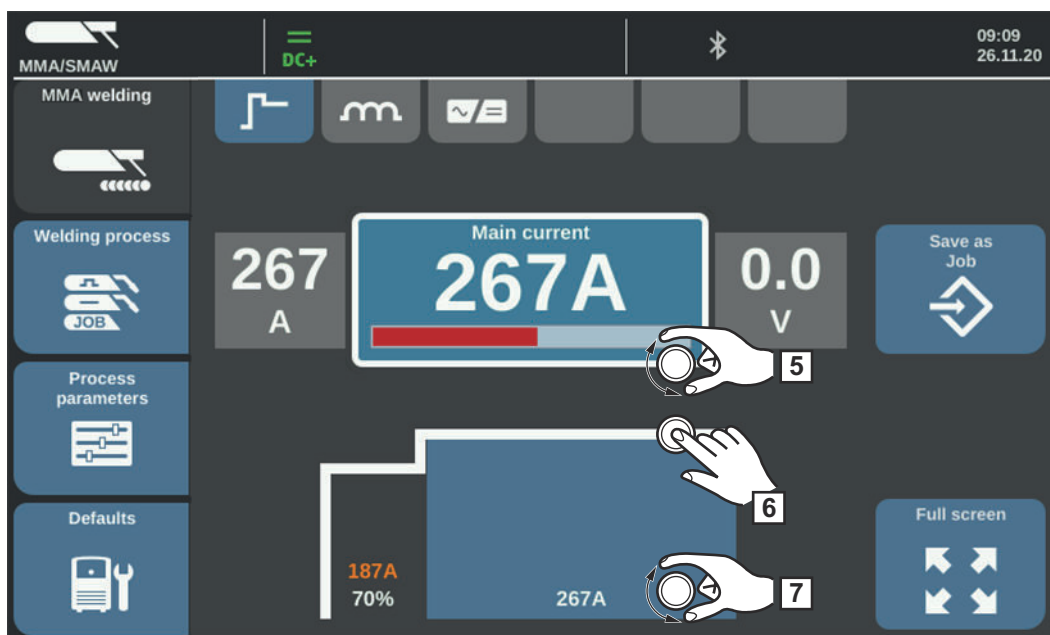 MMA/SMAW
DC+
09:09
26.11.20
MMA welding
Welding process
JOB
Process
parameters
Defaults
267
A
Main current
267A
0.0
V
5
6
187A
70%
267A
7
Save as
Job
Full screen